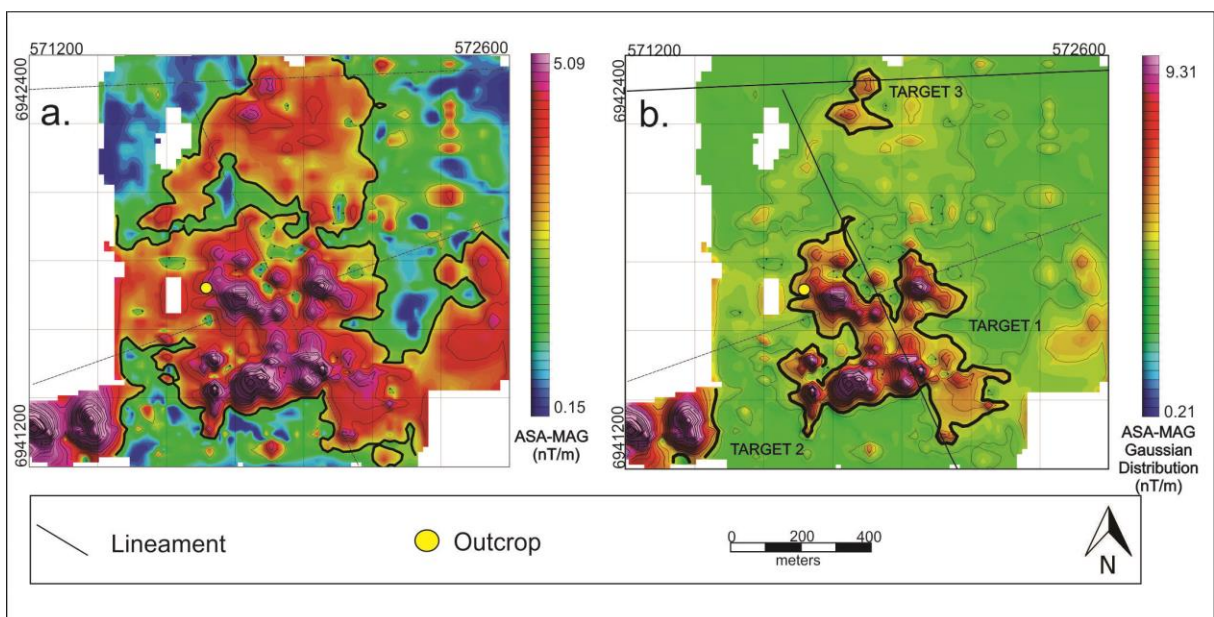 571200
572600
6942400
6941200
a.
5.09
0.15
ASA-MAG
(nT/m)
571200
572600
6942400
6941200
b.
TARGET 3
TARGET 1
TARGET 2
9.31
0.21
ASA-MAG
Gaussian
Distribution
(nT/m)
Lineament
Outcrop
0 200 400
meters
N